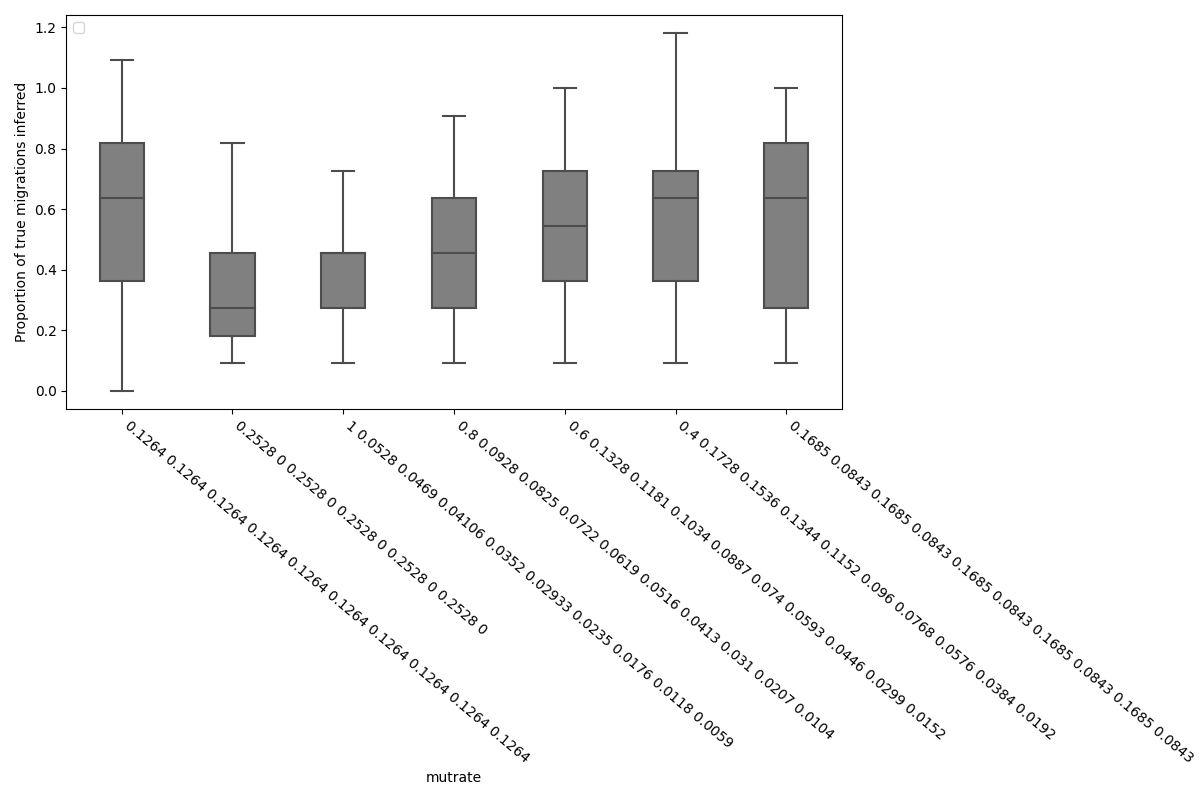 1.2
1.0
0.8
0.6
0.4
0.2
0.0
Proportion of true migrations inferred
0.1264 0.1264 0.1264 0.1264 0.1264 0.1264 0.1264 0.1264 0.1264 0.1264
0.2528 0 0.2528 0 0.2528 0 0.2528 0 0.2528 0
1 0.0528 0.0469 0.04106 0.0352 0.02933 0.0235 0.0176 0.0118 0.0059
0.8 0.0928 0.0825 0.0722 0.0619 0.0516 0.0413 0.031 0.0207 0.0104
0.6 0.1328 0.1181 0.1034 0.0887 0.074 0.0593 0.0446 0.0299 0.0152
0.4 0.1728 0.1536 0.1344 0.1152 0.096 0.0768 0.0576 0.0384 0.0192
0.1685 0.0843 0.1685 0.0843 0.1685 0.0843 0.1685 0.0843 0.1685 0.0843
mutrate